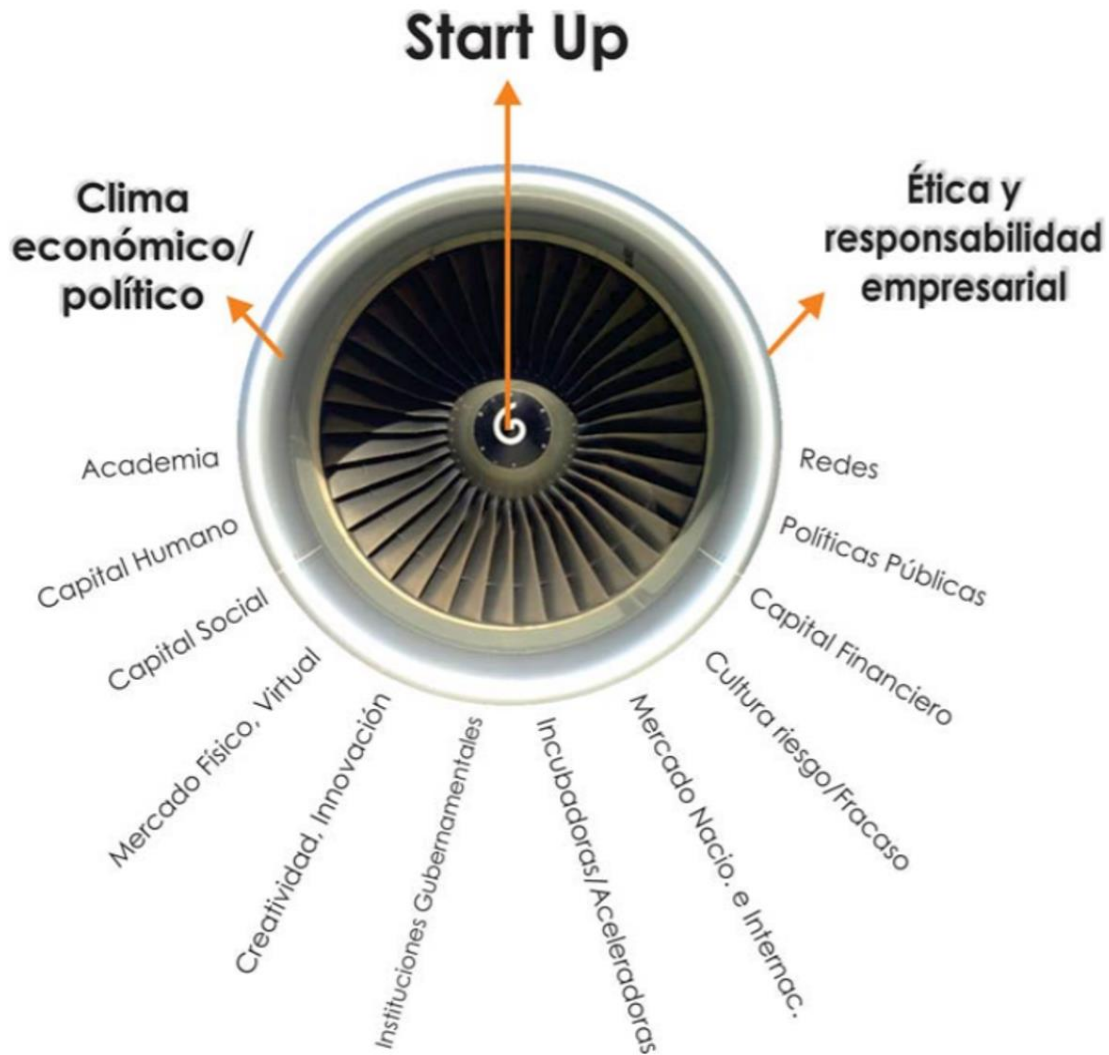 Start Up
Clima
económico/
político
Ética y
responsabilidad
empresarial
Academia
Capital Humano
Capital Social
Mercado Físico, Virtual
Creatividad, Innovación
Instituciones Gubernamentales
Incubadoras/Aceleradoras
Mercado Nacio. e Internac.
Cultura riesgo/Fracaso
Capital Financiero
Políticas Públicas
Redes